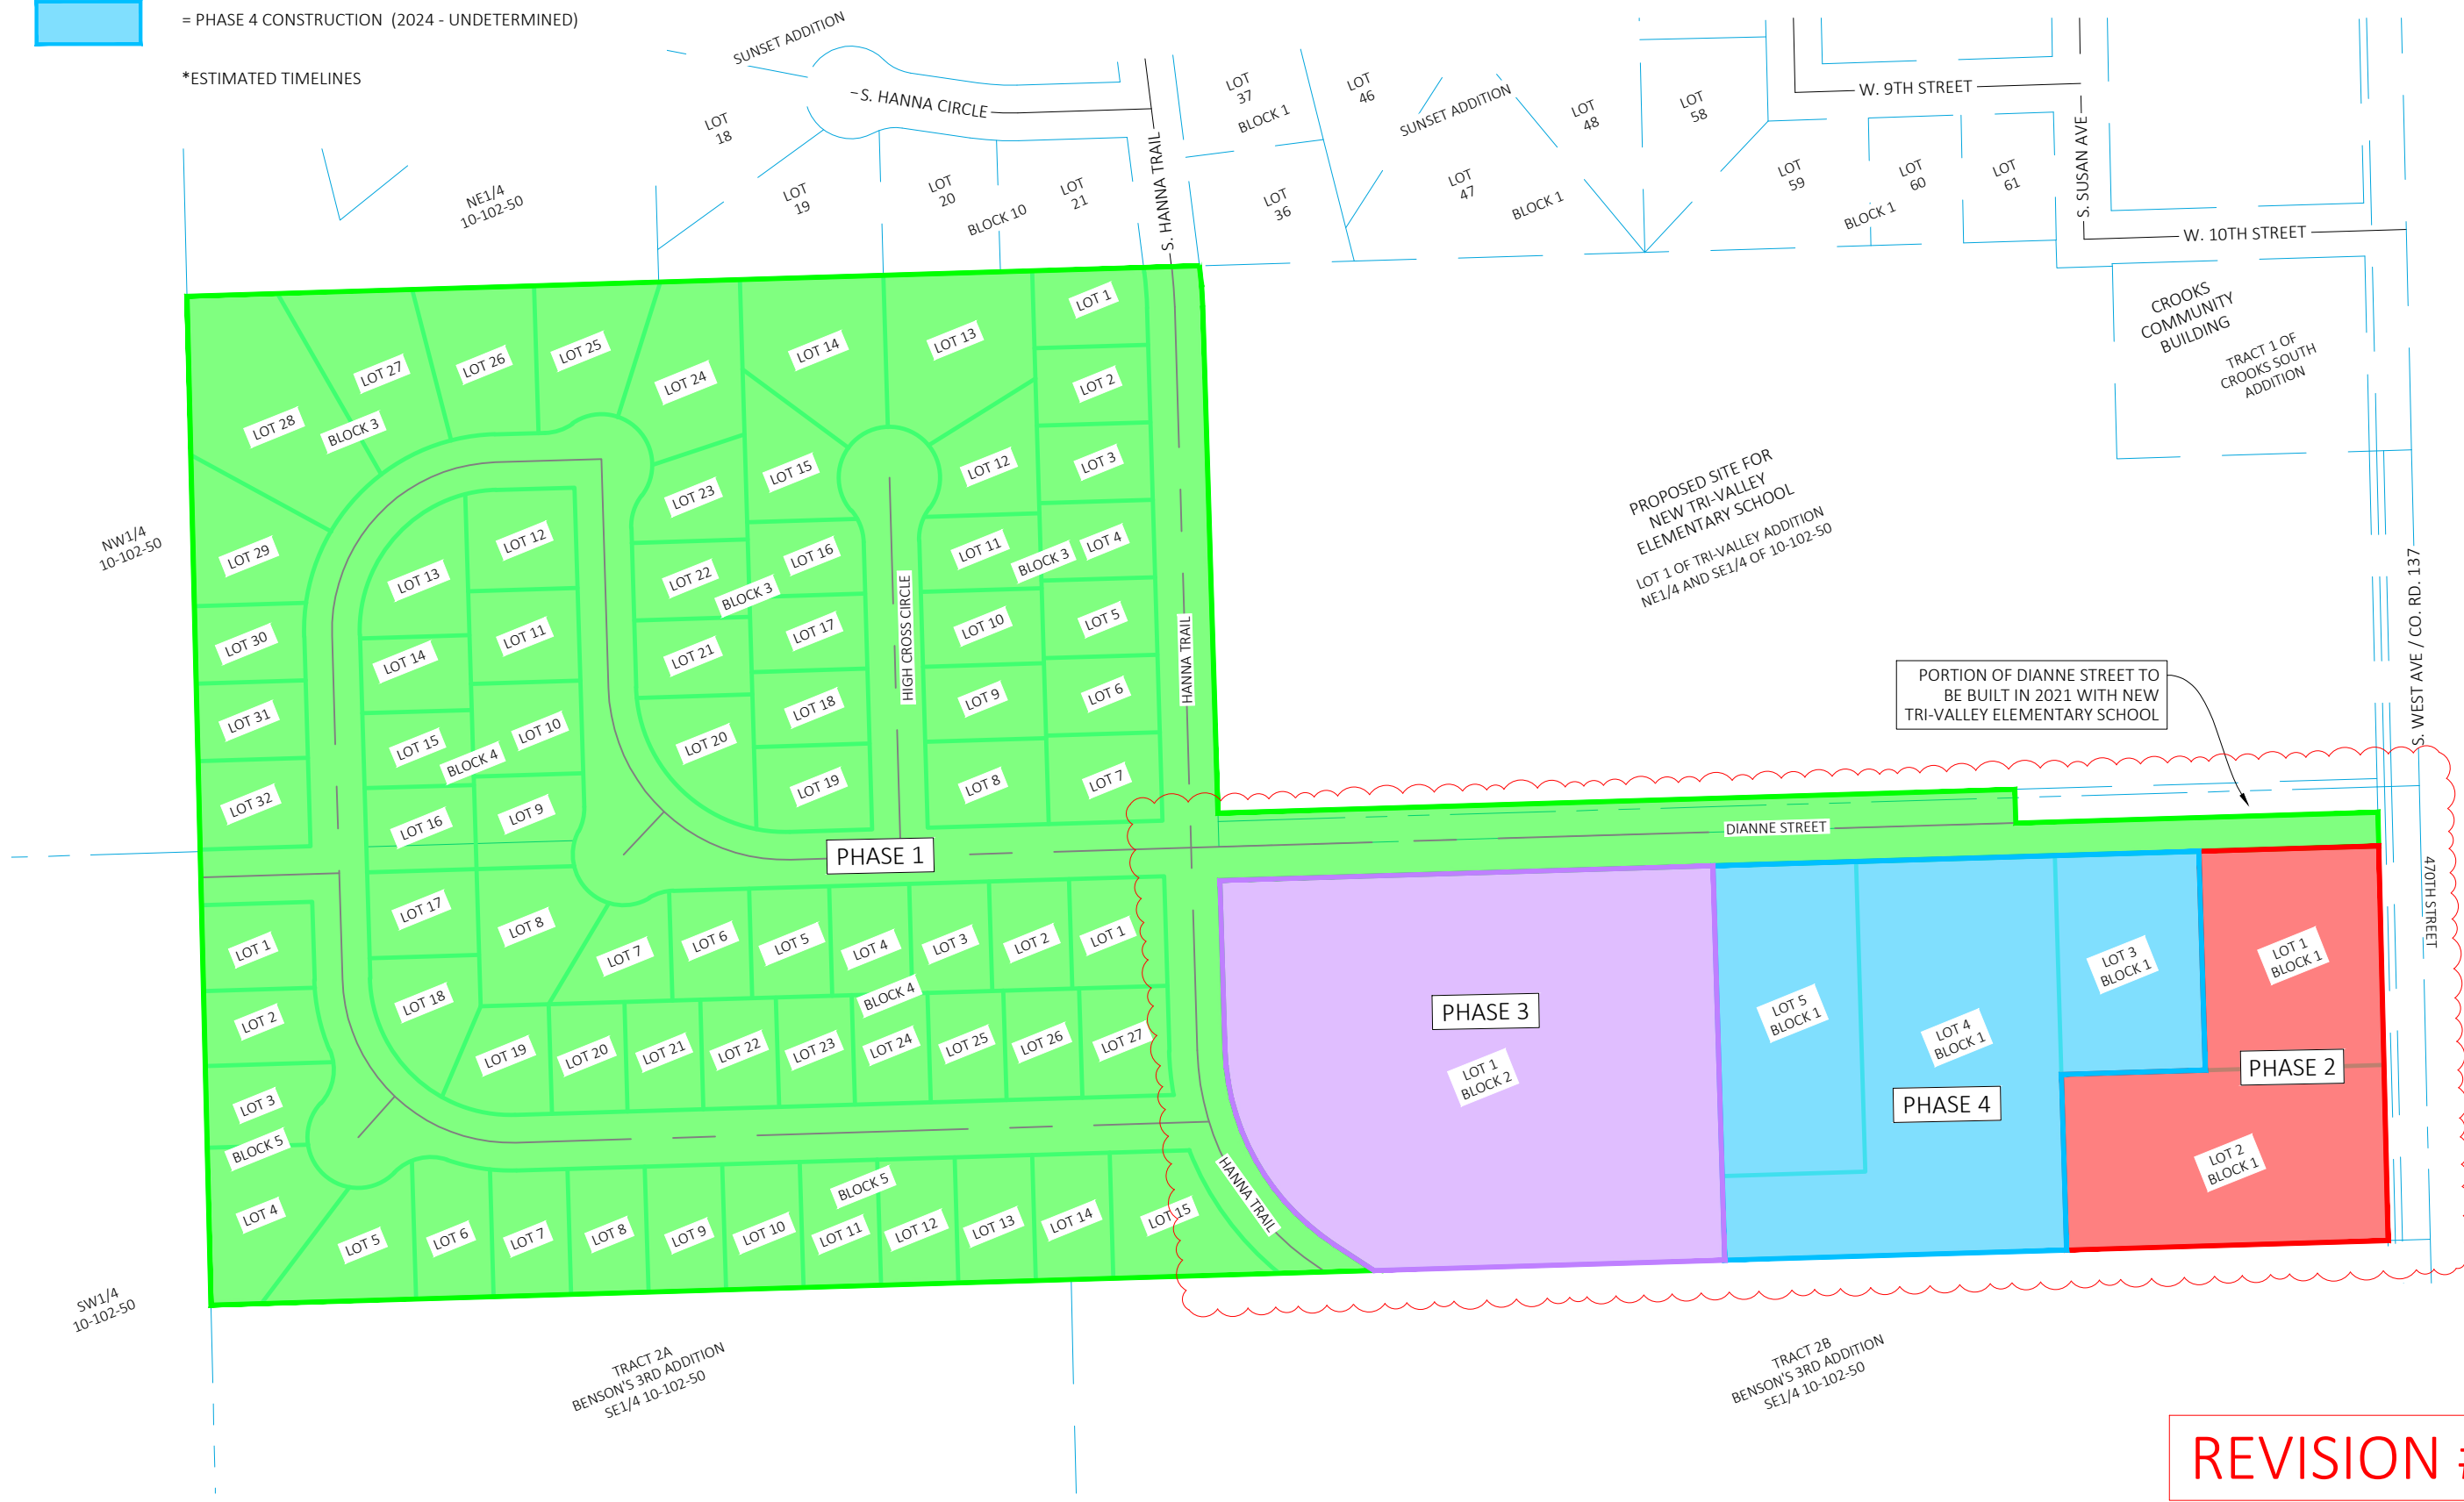 = PHASE 4 CONSTRUCTION (2024 - UNDETERMINED)
*ESTIMATED TIMELINES
SUNSET ADDITION
S. HANNA CIRCLE
S. HANNA TRAIL
LOT
18
LOT
19
LOT
20
LOT
21
BLOCK 10
NE1/4
10-102-50
LOT
37
BLOCK 1
LOT
46
SUNSET ADDITION
LOT
36
LOT
47
BLOCK 1
LOT
48
LOT
58
LOT
59
LOT
60
LOT
61
BLOCK 1
W. 9TH STREET
S. SUSAN AVE
W. 10TH STREET
CROOKS
COMMUNITY
BUILDING
TRACT 1 OF
CROOKS SOUTH
ADDITION
PROPOSED SITE FOR
NEW TRI-VALLEY
ELEMENTARY SCHOOL
LOT 1 OF TRI-VALLEY ADDITION
NE1/4 AND SE1/4 OF 10-102-50
S. WEST AVE / CO. RD. 137
470TH STREET
PORTION OF DIANNE STREET TO
BE BUILT IN 2021 WITH NEW
TRI-VALLEY ELEMENTARY SCHOOL
NW1/4
10-102-50
LOT 28
LOT 27
BLOCK 3
LOT 26
LOT 25
LOT 24
LOT 14
LOT 13
LOT 1
LOT 2
LOT 3
LOT 4
LOT 5
LOT 6
LOT 7
LOT 12
LOT 11
BLOCK 3
LOT 10
LOT 9
LOT 8
HIGH CROSS CIRCLE
HANNA TRAIL
LOT 15
LOT 16
LOT 17
LOT 18
LOT 19
LOT 23
LOT 22
BLOCK 3
LOT 21
LOT 20
LOT 29
LOT 30
LOT 31
LOT 32
LOT 12
LOT 13
LOT 11
LOT 14
LOT 10
LOT 15
BLOCK 4
LOT 9
LOT 16
LOT 17
LOT 8
LOT 18
PHASE 1
DIANNE STREET
LOT 7
LOT 6
LOT 5
LOT 4
LOT 3
LOT 2
LOT 1
BLOCK 4
LOT 19
LOT 20
LOT 21
LOT 22
LOT 23
LOT 24
LOT 25
LOT 26
LOT 27
LOT 1
LOT 2
LOT 3
BLOCK 5
LOT 4
LOT 5
LOT 6
LOT 7
LOT 8
LOT 9
LOT 10
BLOCK 5
LOT 11
LOT 12
LOT 13
LOT 14
LOT 15
HANNA TRAIL
PHASE 3
LOT 1
BLOCK 2
LOT 5
BLOCK 1
LOT 4
BLOCK 1
PHASE 4
LOT 3
BLOCK 1
LOT 1
BLOCK 1
PHASE 2
LOT 2
BLOCK 1
SW1/4
10-102-50
TRACT 2A
BENSON'S 3RD ADDITION
SE1/4 10-102-50
TRACT 2B
BENSON'S 3RD ADDITION
SE1/4 10-102-50
REVISION #